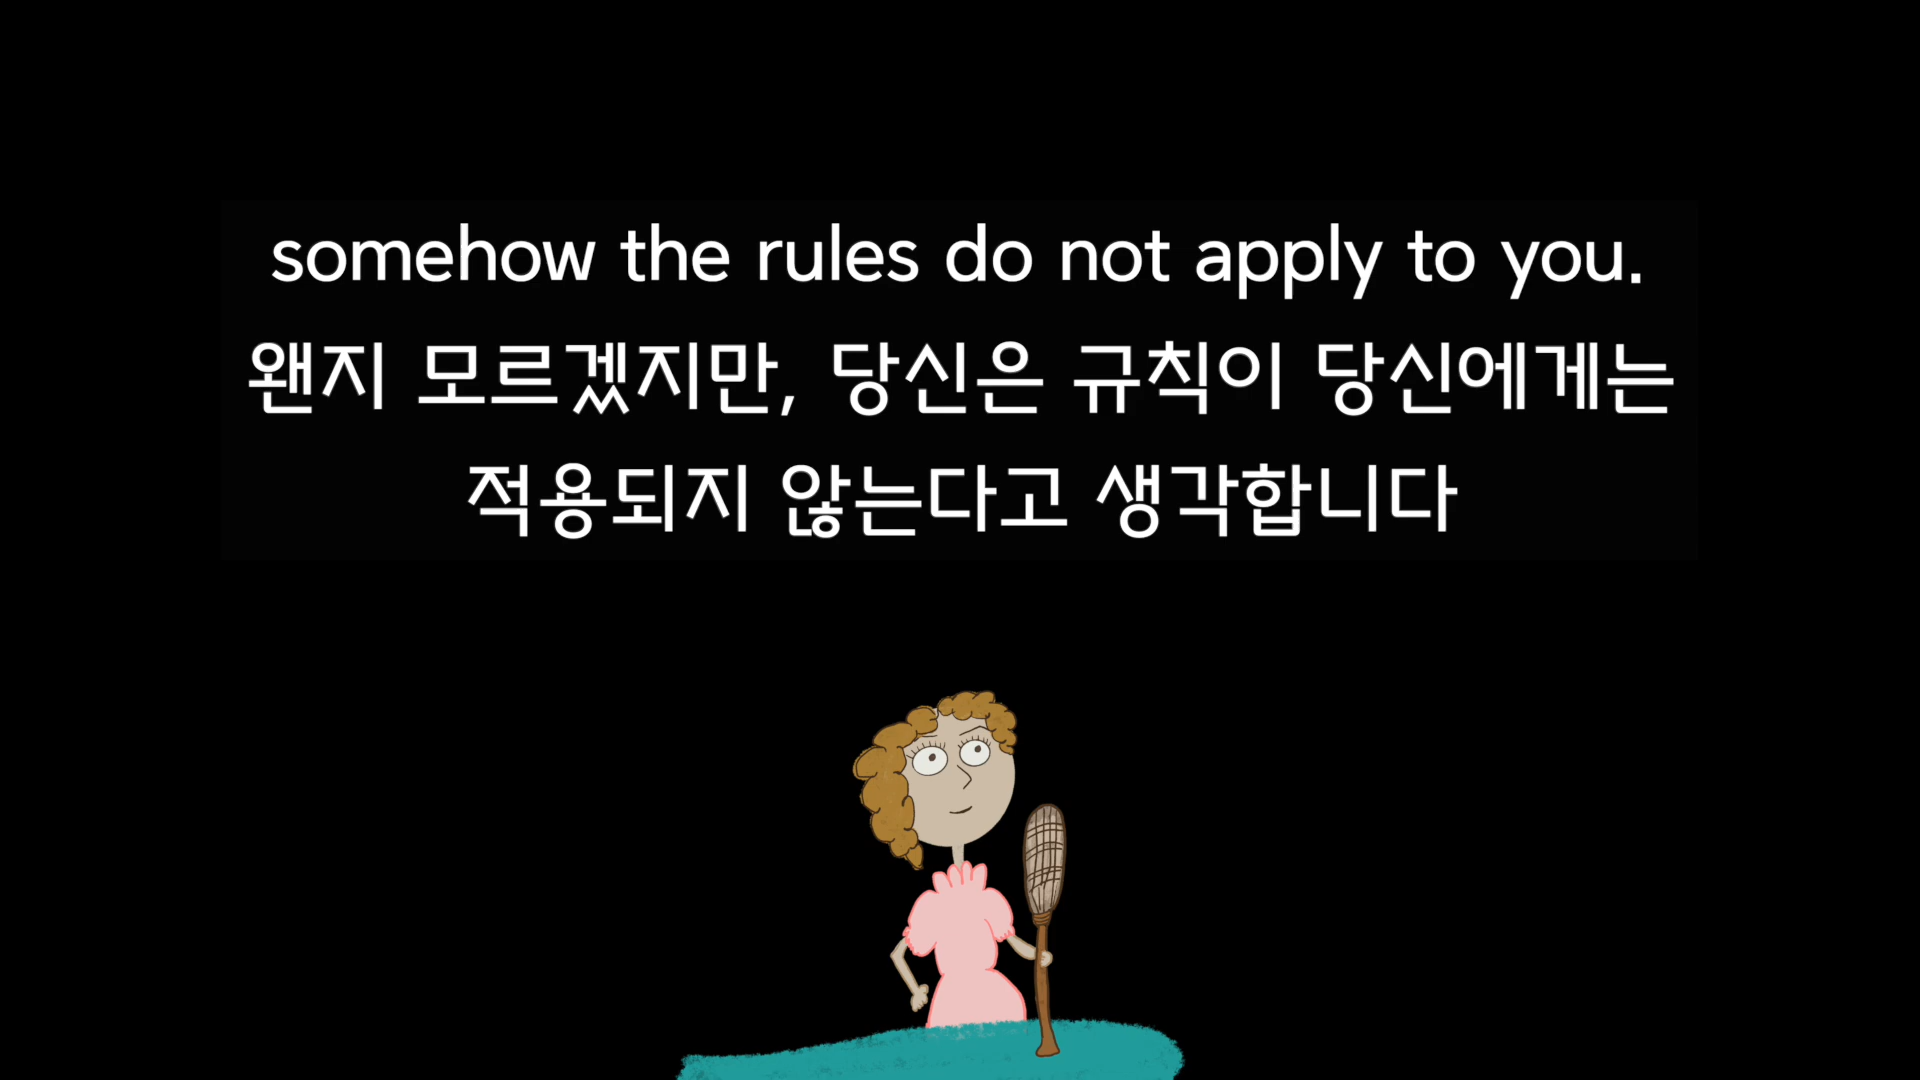 somehow the rules do not apply to you.
왠지 모르겠지만, 당신은 규칙이 당신에게는
적용되지 않는다고 생각합니다